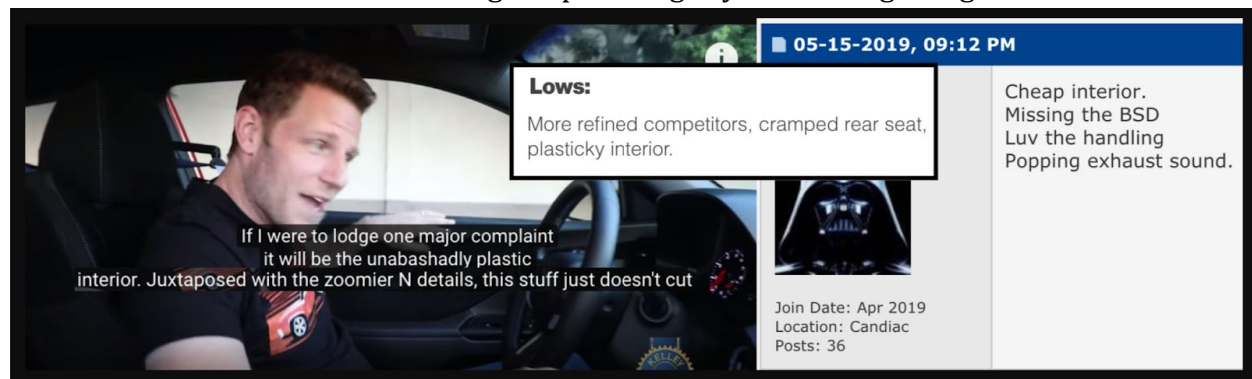 If I were to lodge one major complaint
it will be the unabashadly plastic
interior. Juxtaposed with the zoomier N details, this stuff just doesn't cut
KELLEY
Lows:
More refined competitors, cramped rear seat,
plasticky interior.
05-15-2019, 09:12 PM
Join Date: Apr 2019
Location: Candiac
Posts: 36
Cheap interior.
Missing the BSD
Luv the handling
Popping exhaust sound.